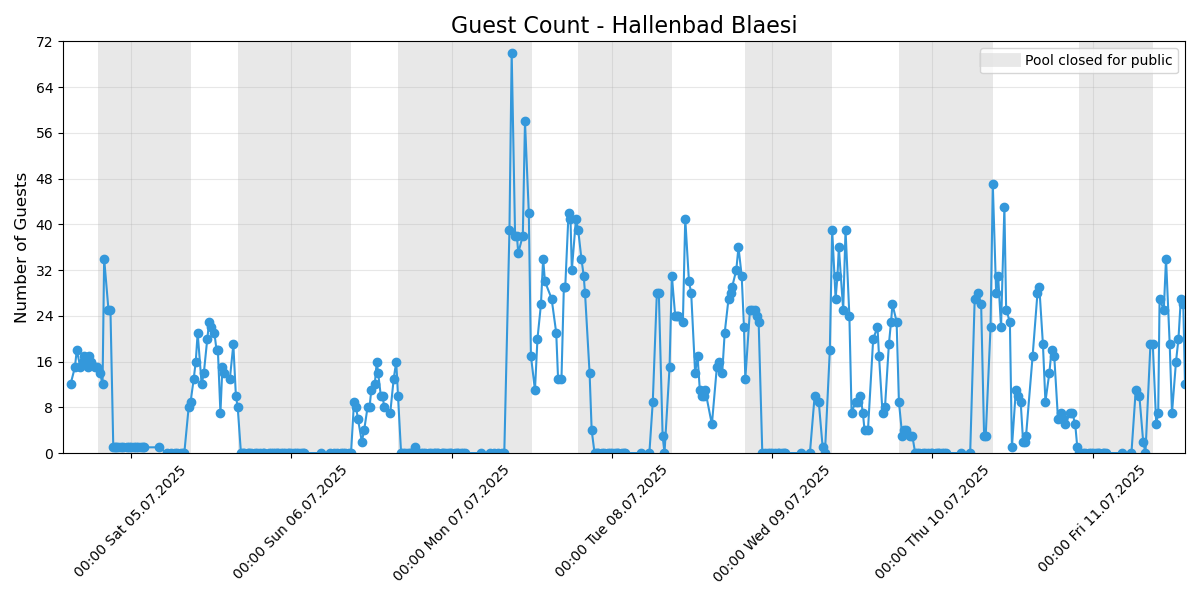 Guest Count - Hallenbad Blaesi
Pool closed for public
Number of Guests
72
64
56
48
40
32
24
16
8
0
00:00 Sat 05.07.2025
00:00 Sun 06.07.2025
00:00 Mon 07.07.2025
00:00 Tue 08.07.2025
00:00 Wed 09.07.2025
00:00 Thu 10.07.2025
00:00 Fri 11.07.2025